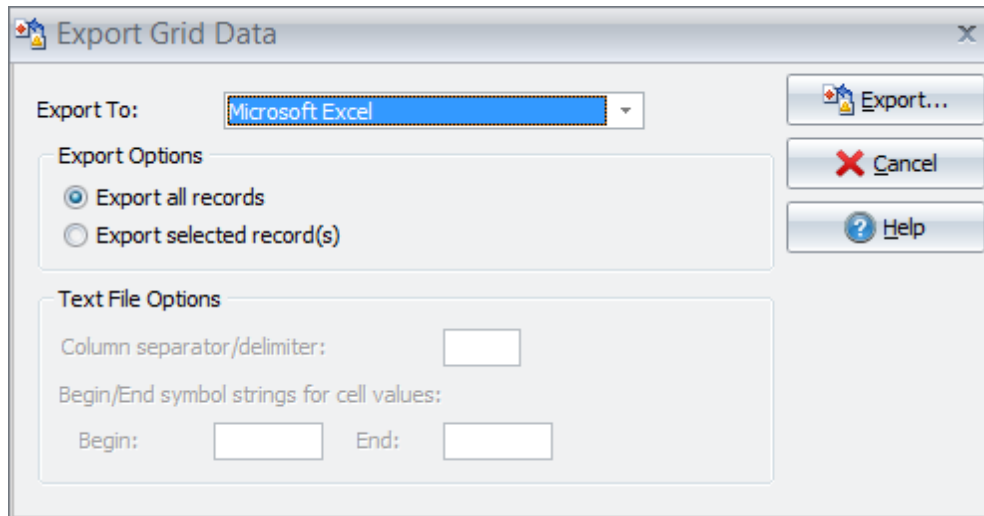 Export Grid Data
x
Export To: Microsoft Excel
Export...
Export Options
Export all records
Export selected record(s)
Cancel
Help
Text File Options
Column separator/delimiter:
Begin/End symbol strings for cell values:
Begin: End: